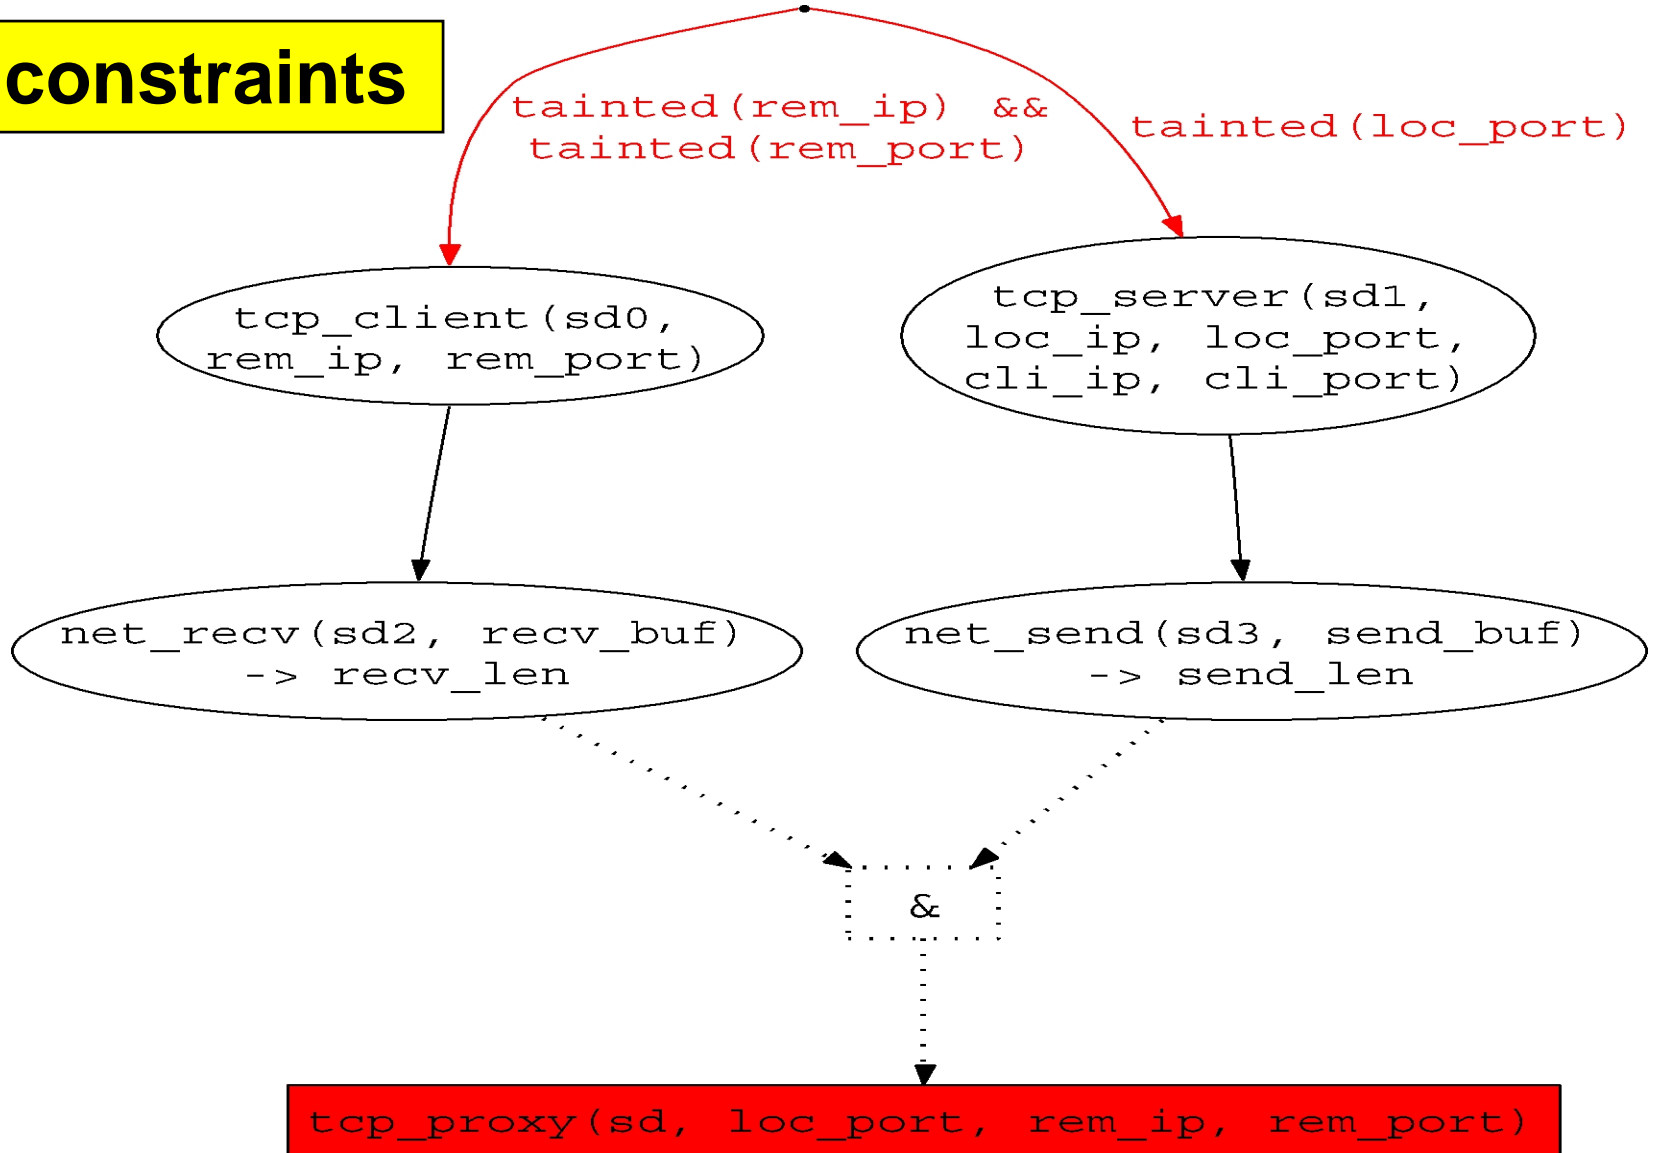 constraints
tainted(rem_ip) &&
tainted(rem_port)
tainted(loc_port)
tcp_client(sd0,
rem_ip, rem_port)
tcp_server(sd1,
loc_ip, loc_port,
cli_ip, cli_port)
net_recv(sd2, recv_buf)
-> recv_len
net_send(sd3, send_buf)
-> send_len
&
tcp_proxy(sd, loc_port, rem_ip, rem_port)